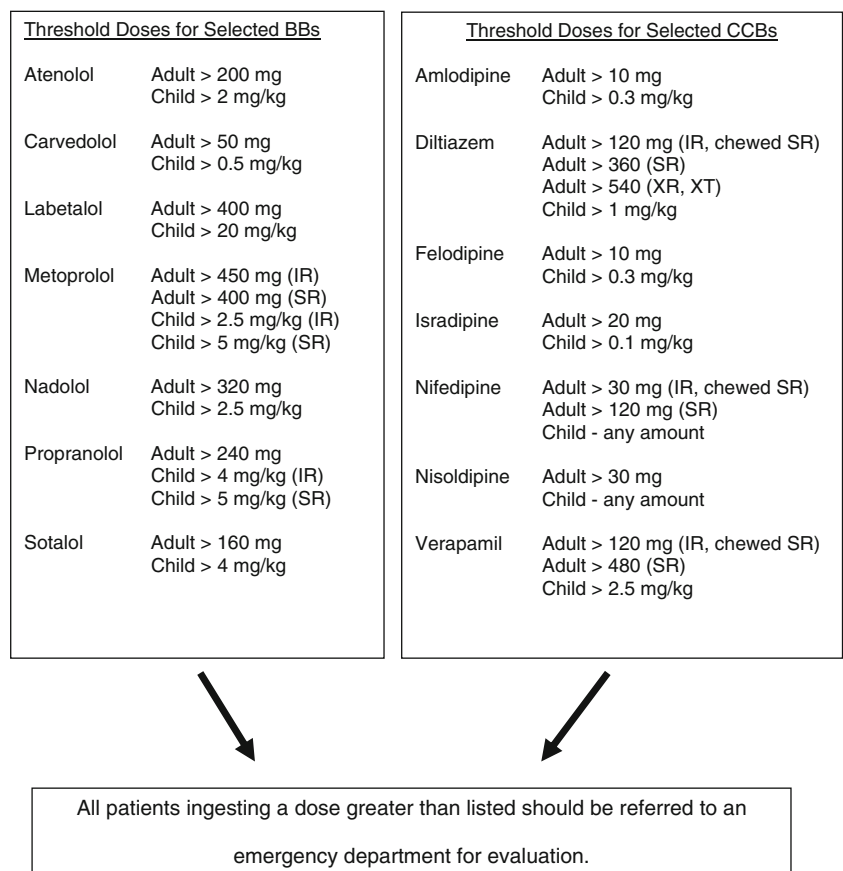 Threshold Doses for Selected BBs
Atenolol Adult > 200 mg
Child > 2 mg/kg
Carvedolol Adult > 50 mg
Child > 0.5 mg/kg
Labetalol Adult > 400 mg
Child > 20 mg/kg
Metoprolol Adult > 450 mg (IR)
Adult > 400 mg (SR)
Child > 2.5 mg/kg (IR)
Child > 5 mg/kg (SR)
Nadolol Adult > 320 mg
Child > 2.5 mg/kg
Propranolol Adult > 240 mg
Child > 4 mg/kg (IR)
Child > 5 mg/kg (SR)
Sotalol Adult > 160 mg
Child > 4 mg/kg
Threshold Doses for Selected CCBs
Amlodipine Adult > 10 mg
Child > 0.3 mg/kg
Diltiazem Adult > 120 mg (IR, chewed SR)
Adult > 360 (SR)
Adult > 540 (XR, XT)
Child > 1 mg/kg
Felodipine Adult > 10 mg
Child > 0.3 mg/kg
Isradipine Adult > 20 mg
Child > 0.1 mg/kg
Nifedipine Adult > 30 mg (IR, chewed SR)
Adult > 120 mg (SR)
Child - any amount
Nisoldipine Adult > 30 mg
Child - any amount
Verapamil Adult > 120 mg (IR, chewed SR)
Adult > 480 (SR)
Child > 2.5 mg/kg
All patients ingesting a dose greater than listed should be referred to an
emergency department for evaluation.